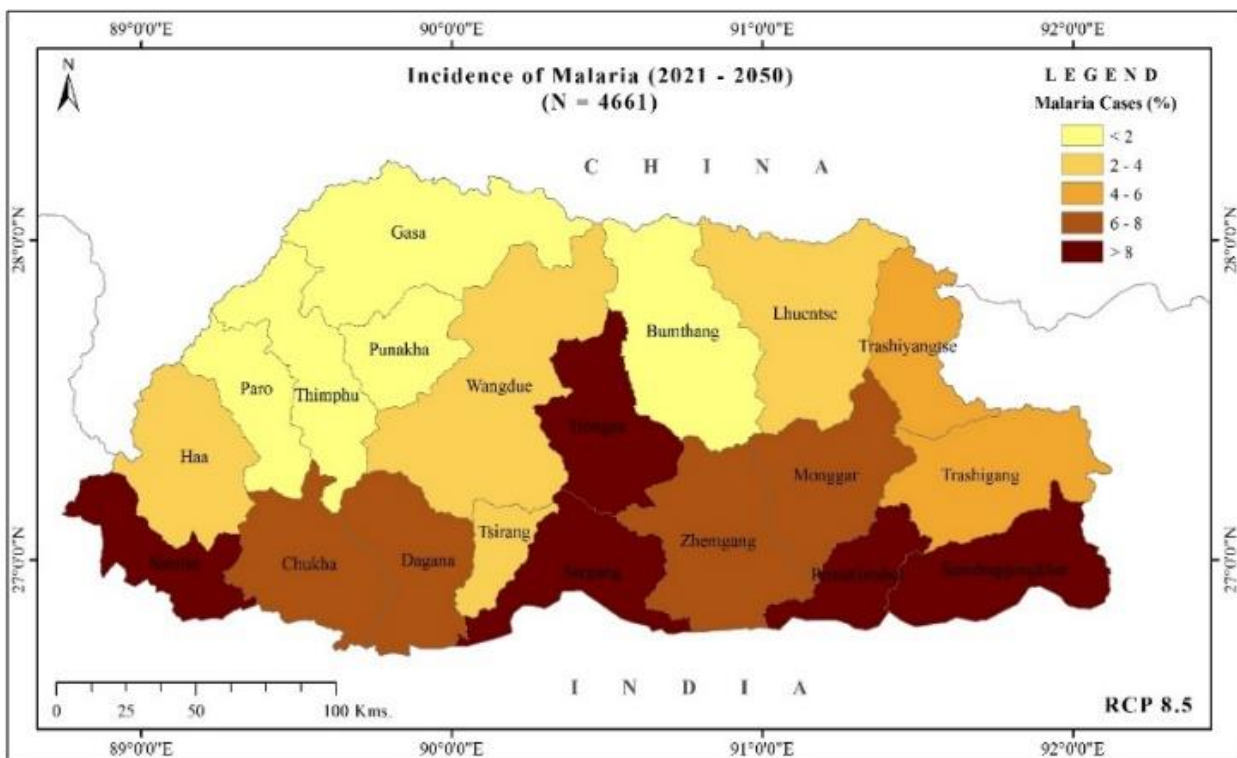 89°0'0"E 90°0'0"E 91°0'0"E 92°0'0"E
N
Incidence of Malaria (2021 - 2050)
(N = 4661)
LEGEND
Malaria Cases (%)
< 2
2 - 4
4 - 6
6 - 8
> 8
CHINA
28°0'0"N
28°0'0"N
Gasa
Punakha
Paro
Thimphu
Haa
Wangdue
Bumthang
Lhuentse
Trashiyangtse
Monggar
Trashigang
Tsirang
Zhemgang
Chukha
Dagana
27°0'0"N
27°0'0"N
INDIA
0 25 50 100 Kms.
RCP 8.5
89°0'0"E 90°0'0"E 91°0'0"E 92°0'0"E